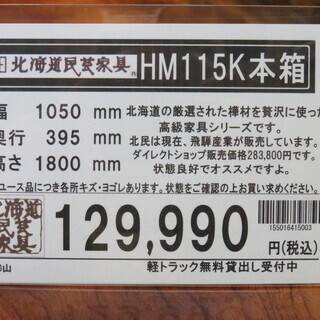 北海道民芸家具 HM115K本箱
幅 1050 mm
奥行 395 mm
高さ 1800 mm
北海道の厳選された樺材を贅沢に使った
高級家具シリーズです。
北民は現在、飛騨産業が販売しています
ダイレクトショップ販売価格283,800円です。
状態良好でオススメですよ。
ユース品につき各所キズ・ヨゴレあります。状態をご確認の上お買い求めください
北海道
民芸
家具
129,990
円(税込)
155016415003
山
軽トラック無料貸出し受付中